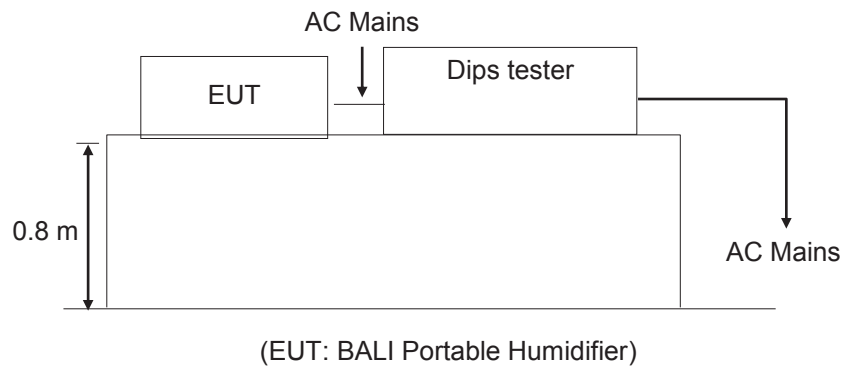 AC Mains
EUT
Dips tester
0.8 m
AC Mains
(EUT: BALI Portable Humidifier)